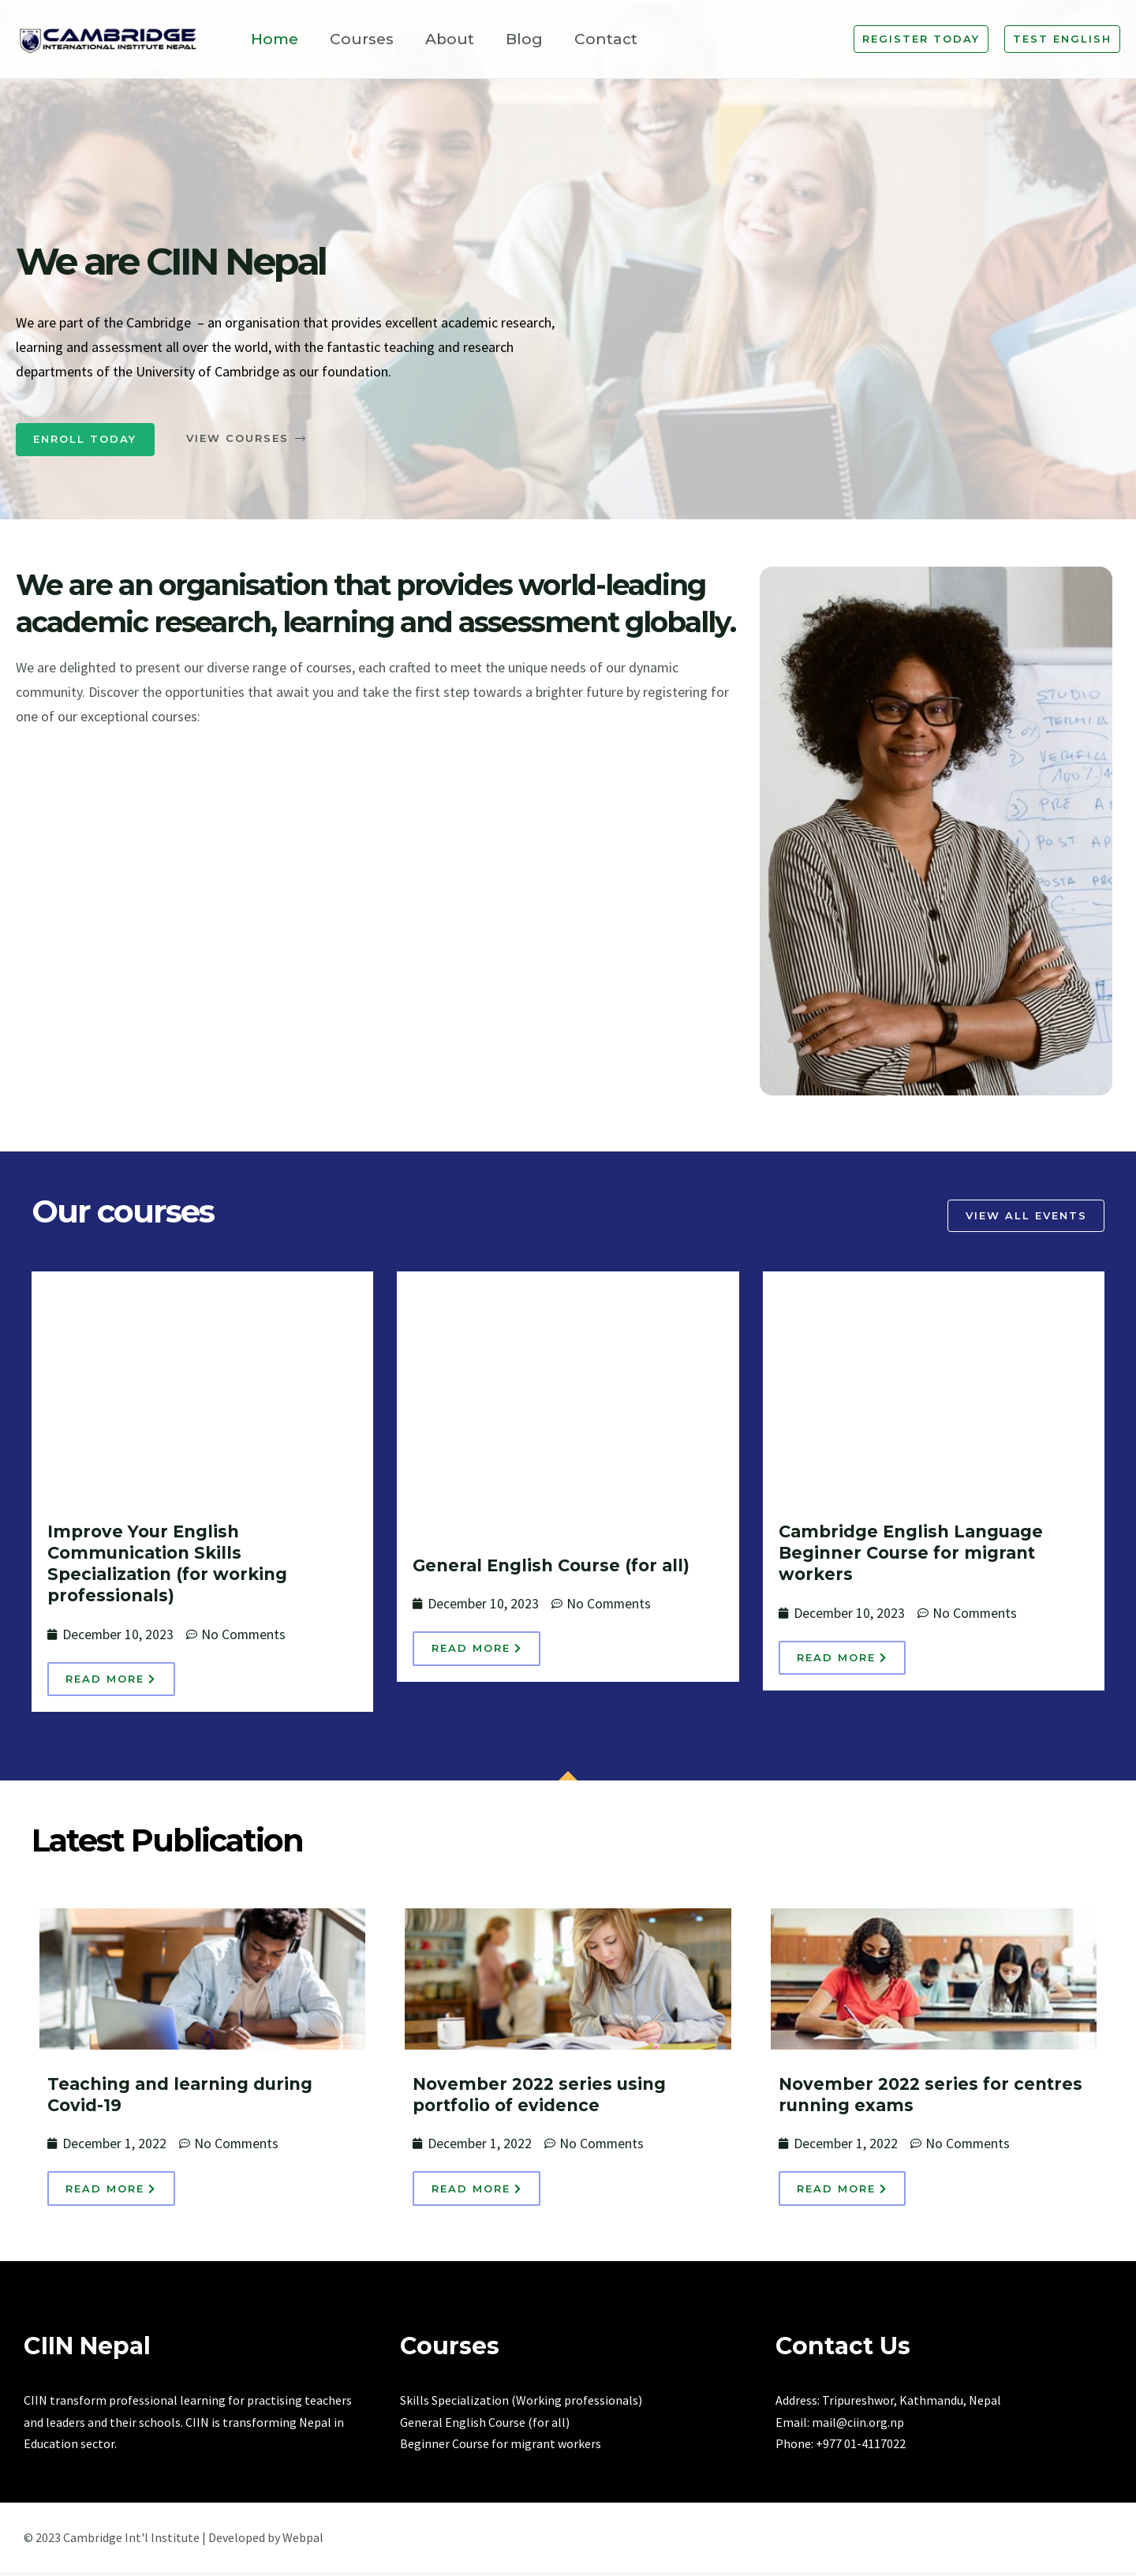 CAMBRIDGE
INTERNATIONAL INSTITUTE NEPAL
Home Courses About Blog Contact
REGISTER TODAY TEST ENGLISH
We are CIIN Nepal
We are part of the Cambridge – an organisation that provides excellent academic research,
learning and assessment all over the world, with the fantastic teaching and research
departments of the University of Cambridge as our foundation.
ENROLL TODAY VIEW COURSES →
We are an organisation that provides world-leading
academic research, learning and assessment globally.
We are delighted to present our diverse range of courses, each crafted to meet the unique needs of our dynamic
community. Discover the opportunities that await you and take the first step towards a brighter future by registering for
one of our exceptional courses:
STUDIO
Our courses
VIEW ALL EVENTS
Improve Your English
Communication Skills
Specialization (for working
professionals)
December 10, 2023 No Comments
READ MORE
General English Course (for all)
December 10, 2023 No Comments
READ MORE
Cambridge English Language
Beginner Course for migrant
workers
December 10, 2023 No Comments
READ MORE
Latest Publication
Teaching and learning during
Covid-19
December 1, 2022 No Comments
READ MORE
November 2022 series using
portfolio of evidence
December 1, 2022 No Comments
READ MORE
November 2022 series for centres
running exams
December 1, 2022 No Comments
READ MORE
CIIN Nepal
CIIN transform professional learning for practising teachers
and leaders and their schools. CIIN is transforming Nepal in
Education sector.
Courses
Skills Specialization (Working professionals)
General English Course (for all)
Beginner Course for migrant workers
Contact Us
Address: Tripureshwor, Kathmandu, Nepal
Email: mail@ciin.org.np
Phone: +977 01-4117022
© 2023 Cambridge Int'l Institute | Developed by Webpal